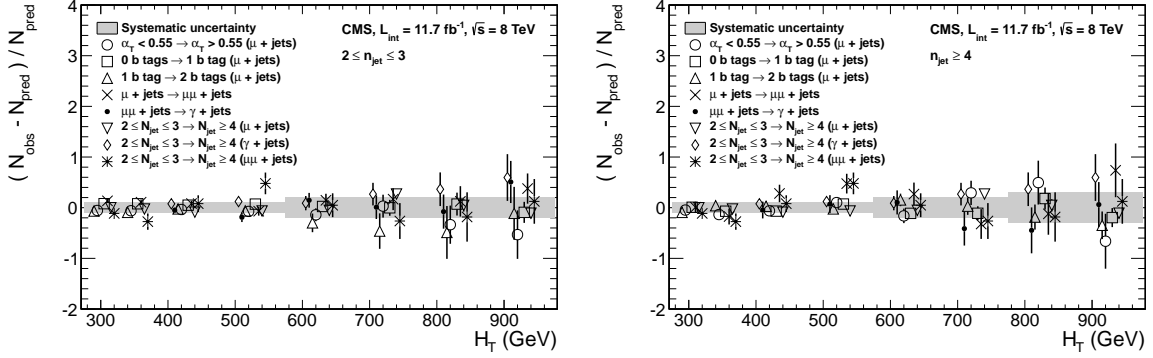 ( N_obs - N_pred ) / N_pred
4
3
2
1
0
-1
-2
Systematic uncertainty
α_T < 0.55 → α_T > 0.55 (μ + jets)
0 b tags → 1 b tag (μ + jets)
1 b tag → 2 b tags (μ + jets)
μ + jets → μμ + jets
μμ + jets → γ + jets
2 ≤ N_jet ≤ 3 → N_jet ≥ 4 (μ + jets)
2 ≤ N_jet ≤ 3 → N_jet ≥ 4 (γ + jets)
2 ≤ N_jet ≤ 3 → N_jet ≥ 4 (μμ + jets)
CMS, L_int = 11.7 fb⁻¹, √s = 8 TeV
2 ≤ n_jet ≤ 3
300 400 500 600 700 800 900
H_T (GeV)
( N_obs - N_pred ) / N_pred
4
3
2
1
0
-1
-2
Systematic uncertainty
α_T < 0.55 → α_T > 0.55 (μ + jets)
0 b tags → 1 b tag (μ + jets)
1 b tag → 2 b tags (μ + jets)
μ + jets → μμ + jets
μμ + jets → γ + jets
2 ≤ N_jet ≤ 3 → N_jet ≥ 4 (μ + jets)
2 ≤ N_jet ≤ 3 → N_jet ≥ 4 (γ + jets)
2 ≤ N_jet ≤ 3 → N_jet ≥ 4 (μμ + jets)
CMS, L_int = 11.7 fb⁻¹, √s = 8 TeV
n_jet ≥ 4
300 400 500 600 700 800 900
H_T (GeV)